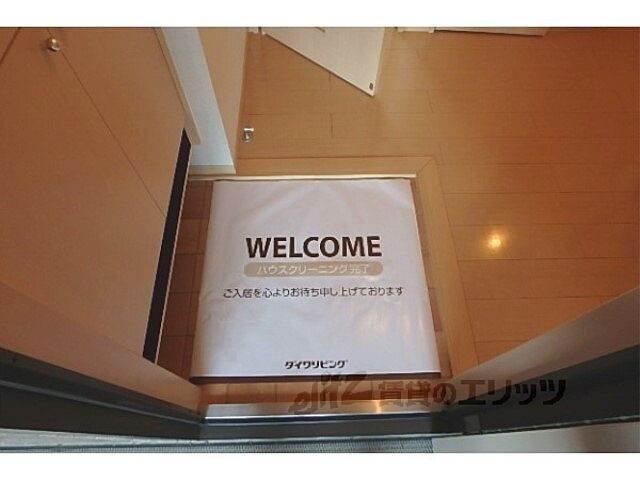 WELCOME
ハウスクリーニング完了
ご入居を心よりお待ち申し上げております
ダイワリビング
elitz 賃貸のエリッツ